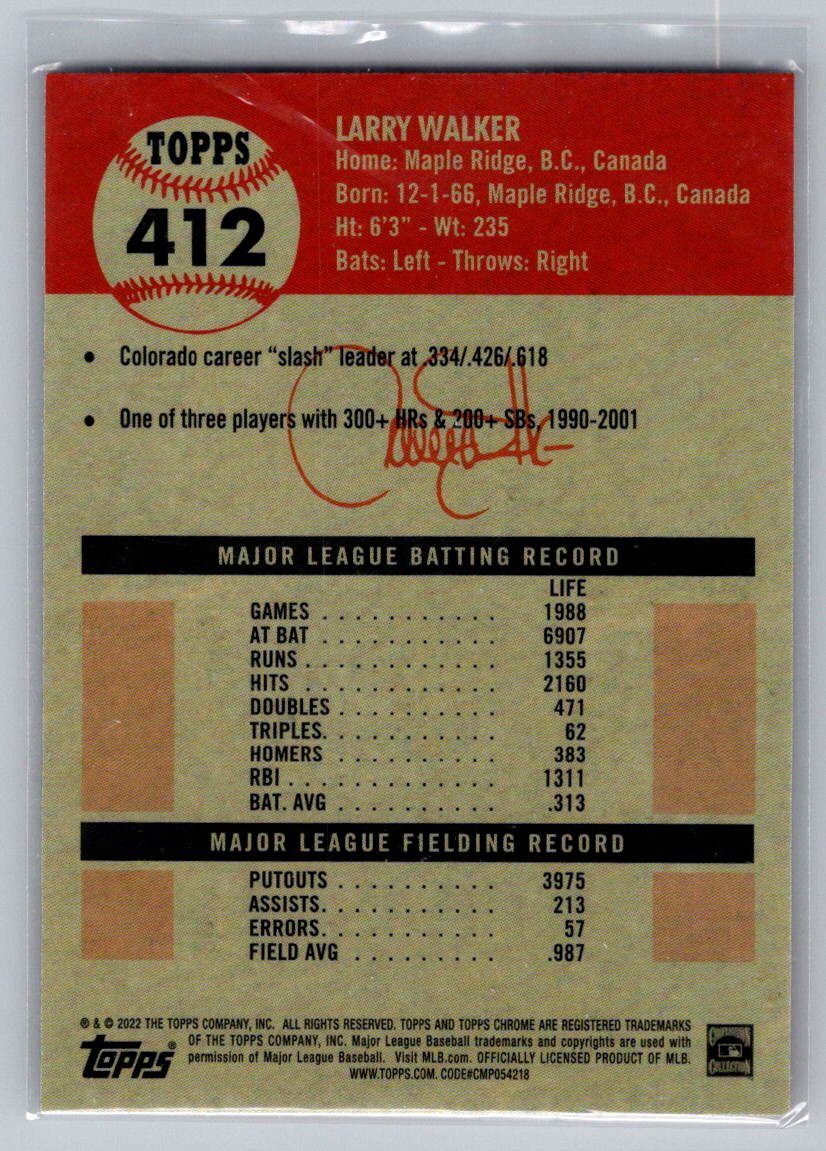 TOPPS
412
LARRY WALKER
Home: Maple Ridge, B.C., Canada
Born: 12-1-66, Maple Ridge, B.C., Canada
Ht: 6'3" - Wt: 235
Bats: Left - Throws: Right
• Colorado career "slash" leader at .334/.426/.618
• One of three players with 300+ HRs & 200+ SBs, 1990-2001
MAJOR LEAGUE BATTING RECORD
LIFE
GAMES . . . . . . . . . . . 1988
AT BAT . . . . . . . . . . . 6907
RUNS . . . . . . . . . . . . 1355
HITS . . . . . . . . . . . . 2160
DOUBLES . . . . . . . . . . 471
TRIPLES. . . . . . . . . . . 62
HOMERS . . . . . . . . . . 383
RBI . . . . . . . . . . . . . 1311
BAT. AVG . . . . . . . . . . .313
MAJOR LEAGUE FIELDING RECORD
PUTOUTS . . . . . . . . . . 3975
ASSISTS. . . . . . . . . . . 213
ERRORS. . . . . . . . . . . 57
FIELD AVG . . . . . . . . . .987
® & © 2022 THE TOPPS COMPANY, INC. ALL RIGHTS RESERVED. TOPPS AND TOPPS CHROME ARE REGISTERED TRADEMARKS
OF THE TOPPS COMPANY, INC. Major League Baseball trademarks and copyrights are used with
permission of Major League Baseball. Visit MLB.com. OFFICIALLY LICENSED PRODUCT OF MLB.
WWW.TOPPS.COM. CODE#CMP054218
topps®
COOPERSTOWN
COLLECTION